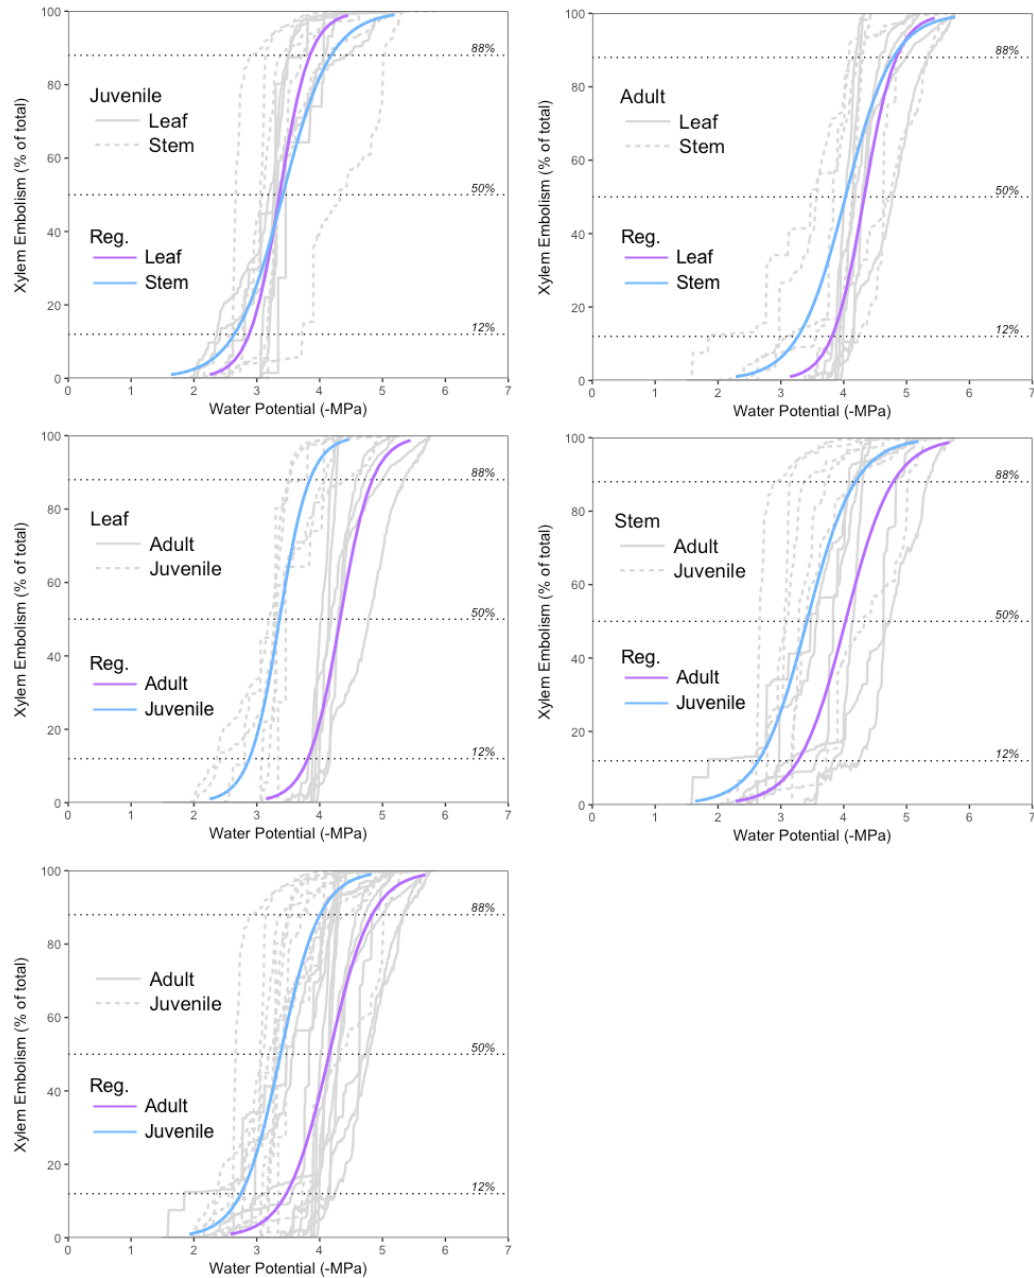 Xylem Embolism (% of total)
100
80
60
40
20
0
88%
50%
12%
Juvenile
Leaf
Stem
Reg.
Leaf
Stem
0 1 2 3 4 5 6 7
Water Potential (-MPa)
Xylem Embolism (% of total)
100
80
60
40
20
0
88%
50%
12%
Adult
Leaf
Stem
Reg.
Leaf
Stem
0 1 2 3 4 5 6 7
Water Potential (-MPa)
Xylem Embolism (% of total)
100
80
60
40
20
0
88%
50%
12%
Leaf
Adult
Juvenile
Reg.
Adult
Juvenile
0 1 2 3 4 5 6 7
Water Potential (-MPa)
Xylem Embolism (% of total)
100
80
60
40
20
0
88%
50%
12%
Stem
Adult
Juvenile
Reg.
Adult
Juvenile
0 1 2 3 4 5 6 7
Water Potential (-MPa)
Xylem Embolism (% of total)
100
80
60
40
20
0
88%
50%
12%
Adult
Juvenile
Reg.
Adult
Juvenile
0 1 2 3 4 5 6 7
Water Potential (-MPa)